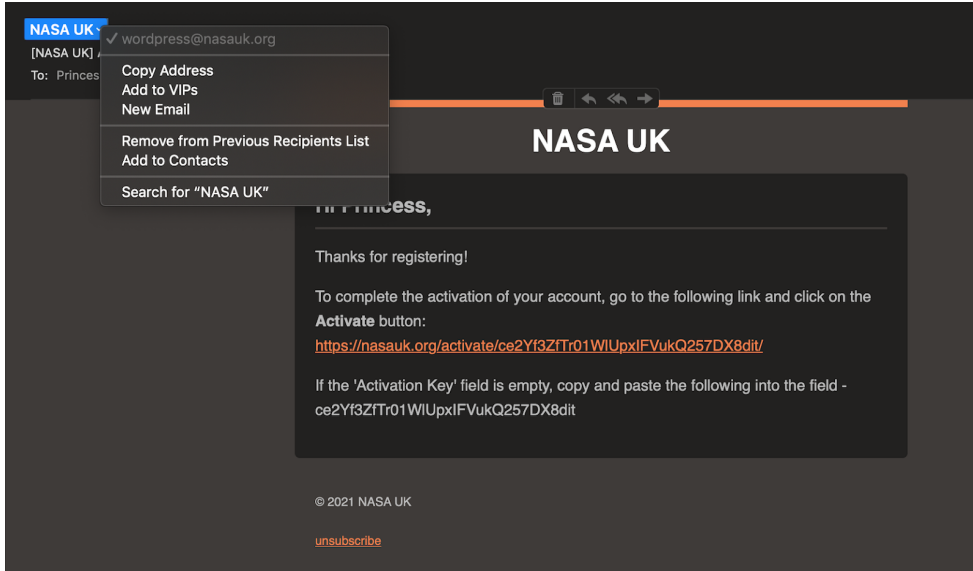 NASA UK
wordpress@nasauk.org
[NASA UK]
To: Princes
Copy Address
Add to VIPs
New Email
Remove from Previous Recipients List
Add to Contacts
Search for “NASA UK”
NASA UK
Hi Princess,
Thanks for registering!
To complete the activation of your account, go to the following link and click on the
Activate button:
https://nasauk.org/activate/ce2Yf3ZfTr01WlUpxIFVukQ257DX8dit/
If the 'Activation Key' field is empty, copy and paste the following into the field -
ce2Yf3ZfTr01WlUpxIFVukQ257DX8dit
© 2021 NASA UK
unsubscribe